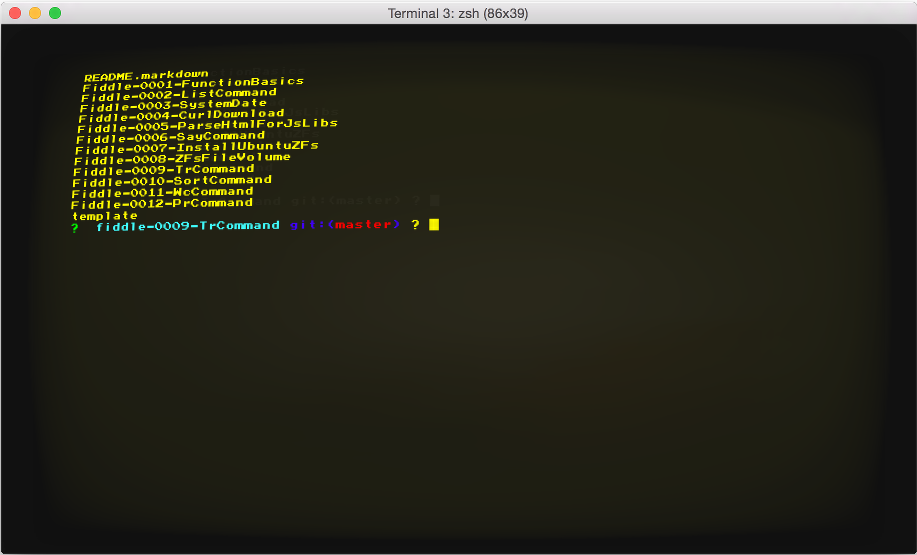 Terminal 3: zsh (86x39)
README.markdown
Fiddle-0001-FunctionBasics
Fiddle-0002-ListCommand
Fiddle-0003-SystemDate
Fiddle-0004-CurlDownload
Fiddle-0005-ParseHtmlForJsLibs
Fiddle-0006-SayCommand
Fiddle-0007-InstallUbuntuZFs
Fiddle-0008-ZFsFileVolume
Fiddle-0009-TrCommand
Fiddle-0010-SortCommand
Fiddle-0011-WcCommand
Fiddle-0012-PrCommand
template
? fiddle-0009-TrCommand git:(master) ?